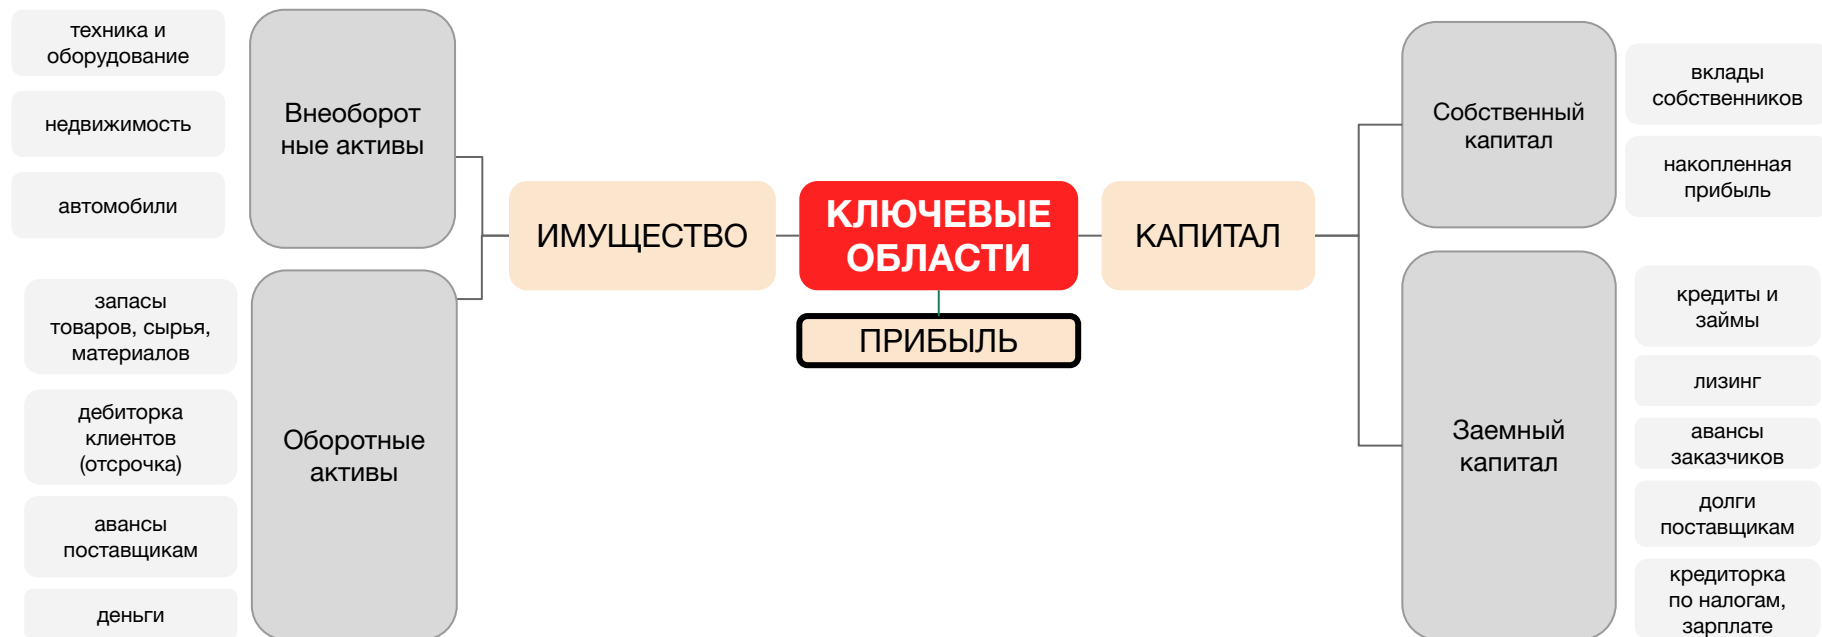 техника и
оборудование
недвижимость
автомобили
Внеоборот
ные активы
запасы
товаров, сырья,
материалов
дебиторка
клиентов
(отсрочка)
авансы
поставщикам
деньги
Оборотные
активы
ИМУЩЕСТВО
КЛЮЧЕВЫЕ
ОБЛАСТИ
ПРИБЫЛЬ
КАПИТАЛ
Собственный
капитал
вклады
собственников
накопленная
прибыль
Заемный
капитал
кредиты и
займы
лизинг
авансы
заказчиков
долги
поставщикам
кредиторка
по налогам,
зарплате